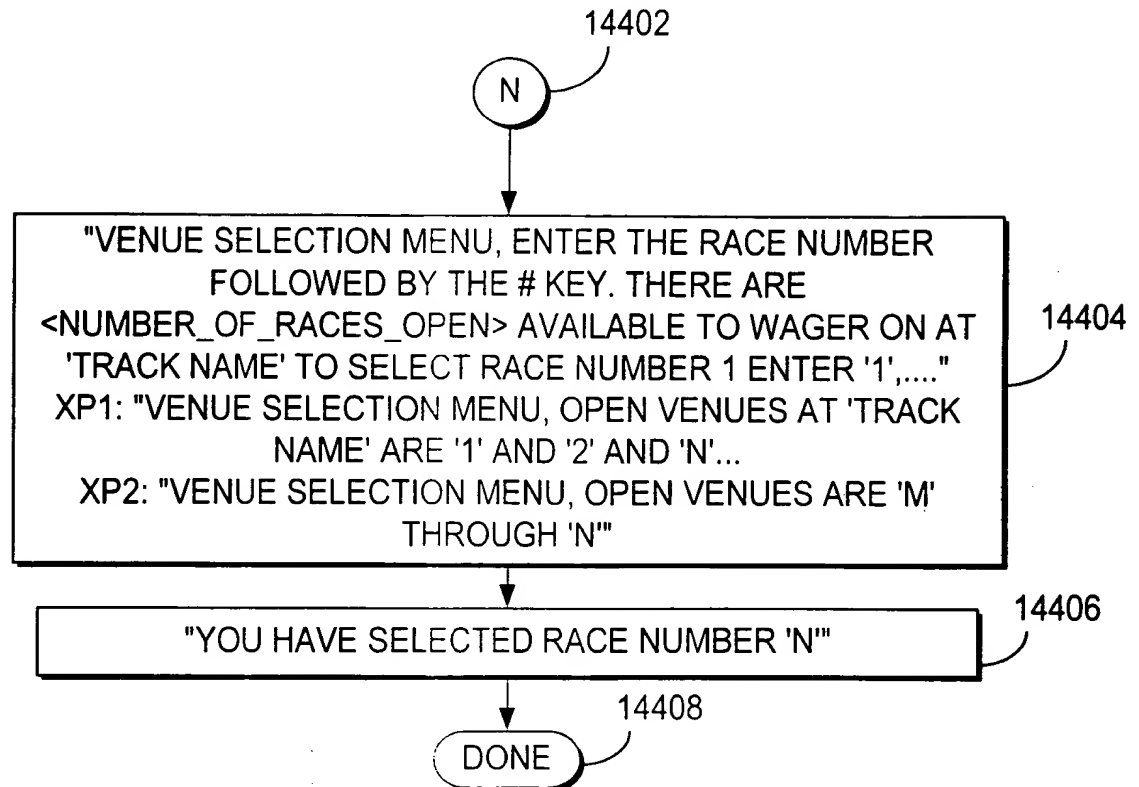 14402
N
"VENUE SELECTION MENU, ENTER THE RACE NUMBER
FOLLOWED BY THE # KEY. THERE ARE
<NUMBER_OF_RACES_OPEN> AVAILABLE TO WAGER ON AT
'TRACK NAME' TO SELECT RACE NUMBER 1 ENTER '1',...."
XP1: "VENUE SELECTION MENU, OPEN VENUES AT 'TRACK
NAME' ARE '1' AND '2' AND 'N'...
XP2: "VENUE SELECTION MENU, OPEN VENUES ARE 'M'
THROUGH 'N'"
14404
"YOU HAVE SELECTED RACE NUMBER 'N'"
14406
14408
DONE